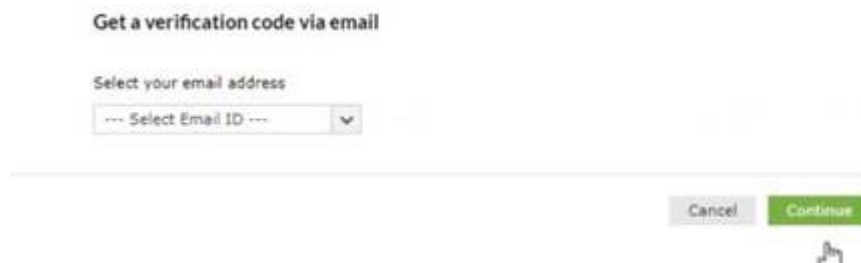 Get a verification code via email
Select your email address
--- Select Email ID ---
Cancel Continue